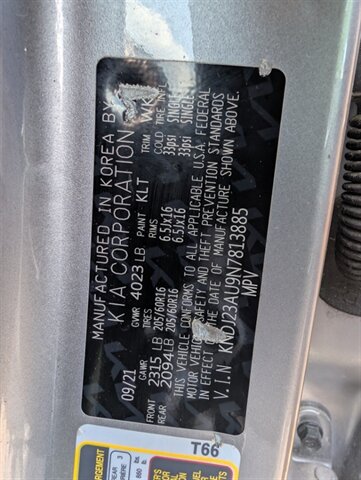 MANUFACTURED IN KOREA BY
KIA CORPORATION
09/21 GVWR 4023 LB PAINT KLT TRIM WK
GAWR TIRES RIMS COLD TIRE INFL
FRONT 2315 LB 205/60R16 6.5JX16 33psi SINGLE
REAR 2094LB 205/60R16 6.5JX16 33psi SINGLE
THIS VEHICLE CONFORMS TO ALL APPLICABLE U.S.A. FEDERAL
MOTOR VEHICLE SAFETY AND THEFT PREVENTION STANDARDS
IN EFFECT ON THE DATE OF MANUFACTURE SHOWN ABOVE.
V.I.N KNDJ23AU9N7813885
MPV
T66